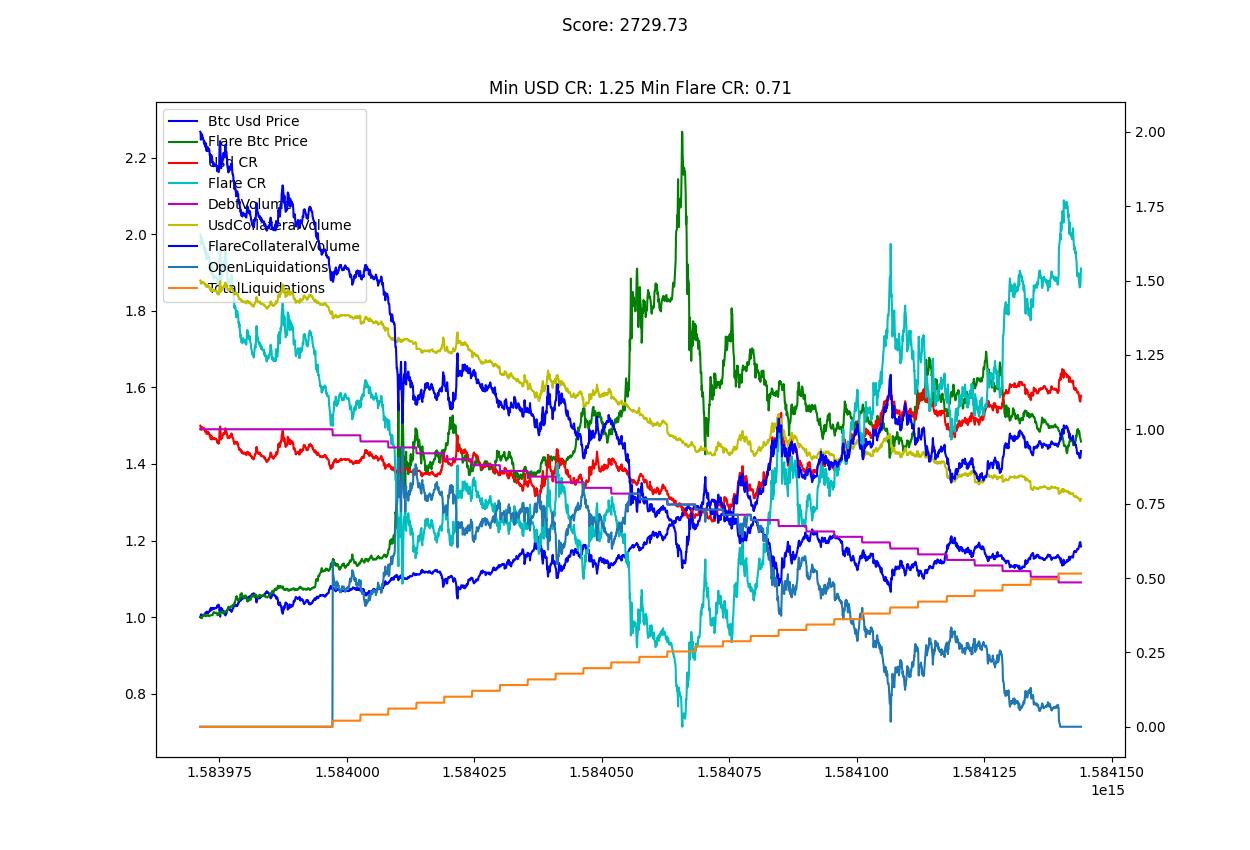 Score: 2729.73
Min USD CR: 1.25 Min Flare CR: 0.71
Btc Usd Price
Flare Btc Price
Usd CR
Flare CR
DebtVolume
UsdCollateralVolume
FlareCollateralVolume
OpenLiquidations
TotalLiquidations
2.2
2.0
1.8
1.6
1.4
1.2
1.0
0.8
2.00
1.75
1.50
1.25
1.00
0.75
0.50
0.25
0.00
1.583975 1.584000 1.584025 1.584050 1.584075 1.584100 1.584125 1.584150
1e15